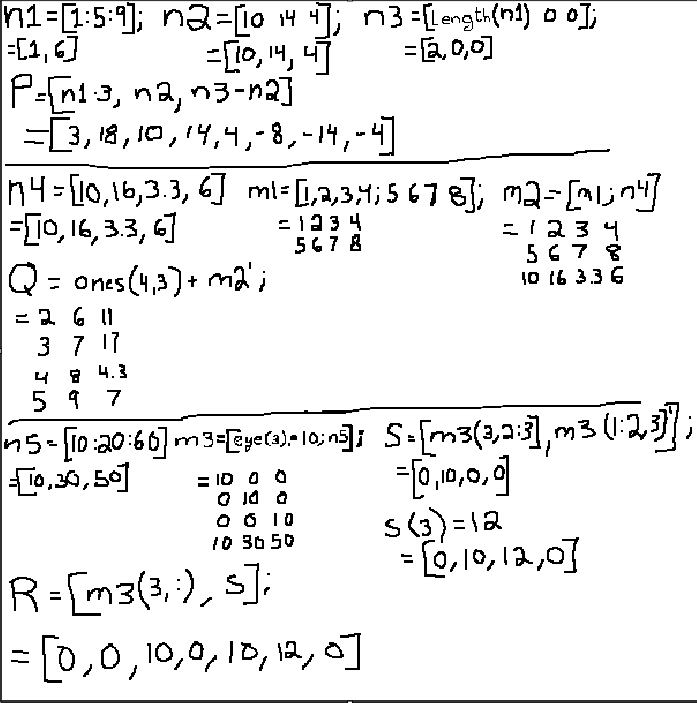 n1=[1:5:9]; n2=[10 14 4]; n3=[length(n1) 0 0];
=[1,6] =[10,14,4] =[2,0,0]
P=[n1·3, n2, n3-n2]
=[3,18,10,14,4,-8,-14,-4]
n4=[10,16,3.3,6] m1=[1,2,3,4;5 6 7 8]; m2=[m1;n4]
=[10,16,3.3,6] =1 2 3 4 =1 2 3 4
5 6 7 8 5 6 7 8
10 16 3.3 6
Q = ones(4,3)+m2';
=2 6 11
3 7 17
4 8 4.3
5 9 7
n5=[10:20:60] m3=[eye(3).*10;n5]; S=[m3(3,2:3),m3(1:2,3)'];
=[10,30,50] =10 0 0 =[0,10,0,0]
0 10 0
0 0 10 S(3)=12
10 30 50 =[0,10,12,0]
R=[m3(3,:),S];
=[0,0,10,0,10,12,0]